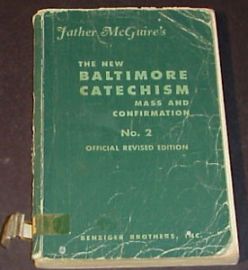 Father McGuire's
THE NEW
BALTIMORE
CATECHISM
MASS AND
CONFIRMATION
No. 2
OFFICIAL REVISED EDITION
BENZIGER BROTHERS, INC.